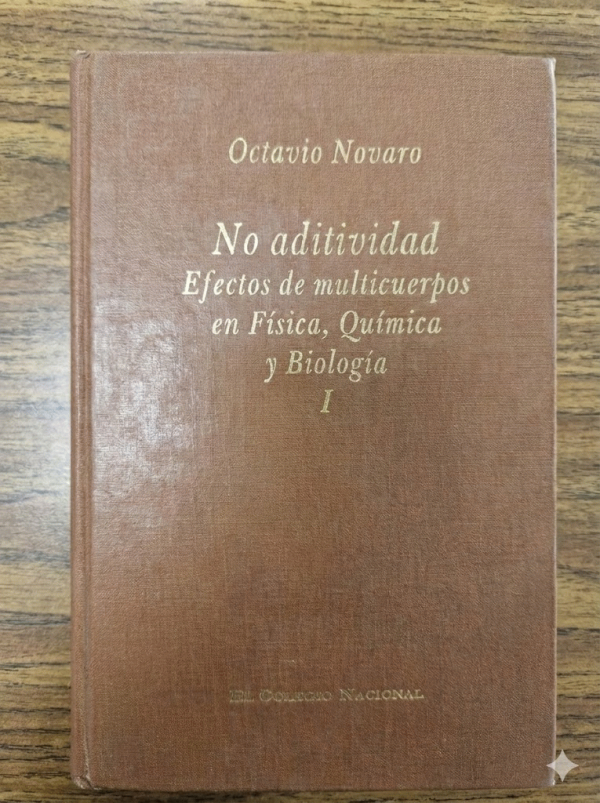 Octavio Novaro
No aditividad
Efectos de multicuerpos
en Física, Química
y Biología
I
El Colegio Nacional